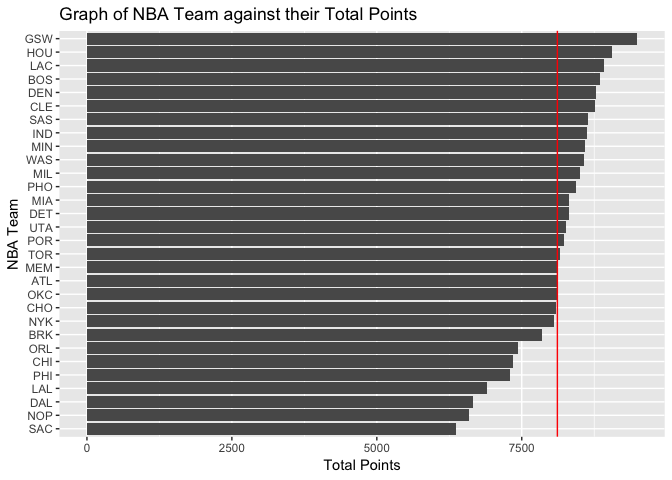 Graph of NBA Team against their Total Points
NBA Team
GSW
HOU
LAC
BOS
DEN
CLE
SAS
IND
MIN
WAS
MIL
PHO
MIA
DET
UTA
POR
TOR
MEM
ATL
OKC
CHO
NYK
BRK
ORL
CHI
PHI
LAL
DAL
NOP
SAC
0 2500 5000 7500
Total Points